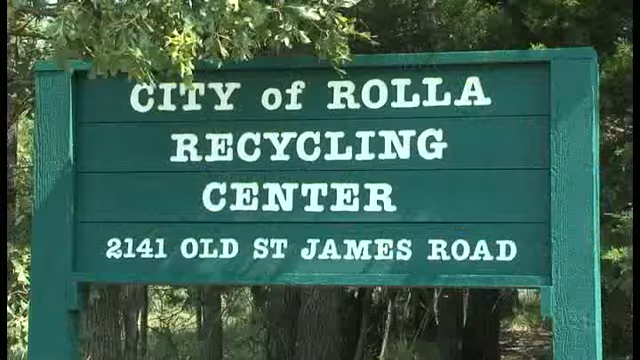 CITY of ROLLA
RECYCLING
CENTER
2141 OLD ST JAMES ROAD